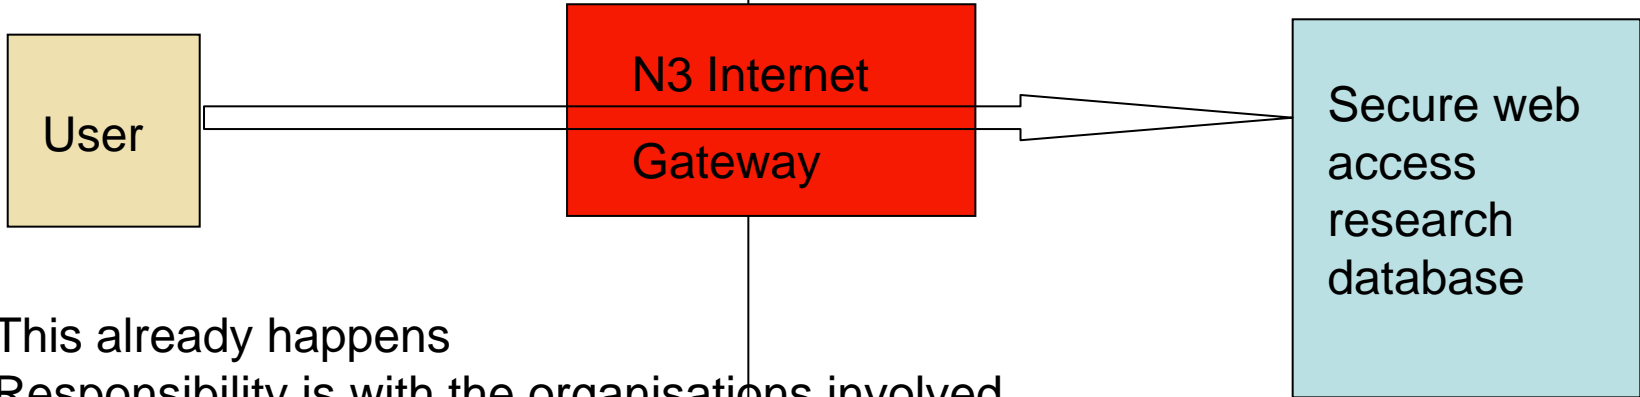 User
N3 Internet
Gateway
Secure web
access
research
database
This already happens
Responsibility is with the organisations involved